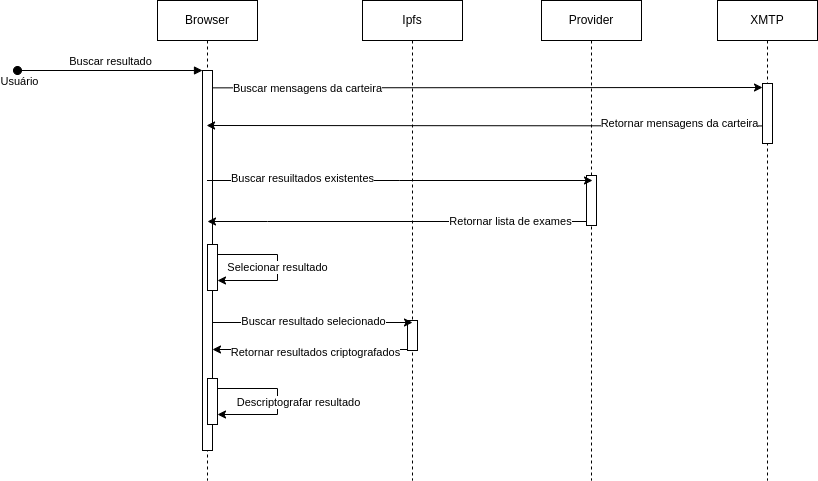 Browser
Ipfs
Provider
XMTP
Buscar resultado
Usuário
Buscar mensagens da carteira
Retornar mensagens da carteira
Buscar resuiltados existentes
Retornar lista de exames
Selecionar resultado
Buscar resultado selecionado
Retornar resultados criptografados
Descriptografar resultado